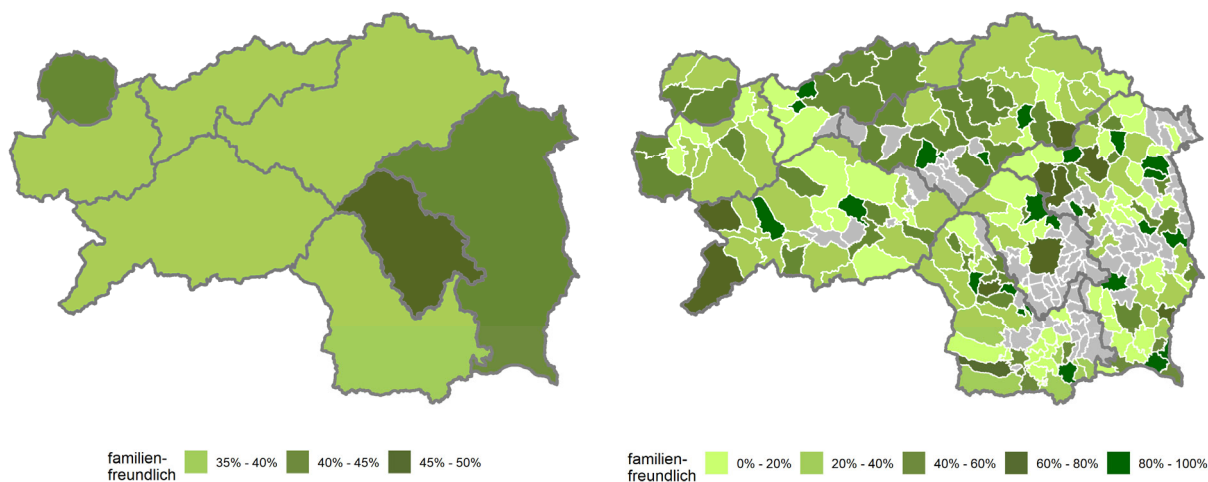 familien-
freundlich 35% - 40% 40% - 45% 45% - 50%
familien-
freundlich 0% - 20% 20% - 40% 40% - 60% 60% - 80% 80% - 100%